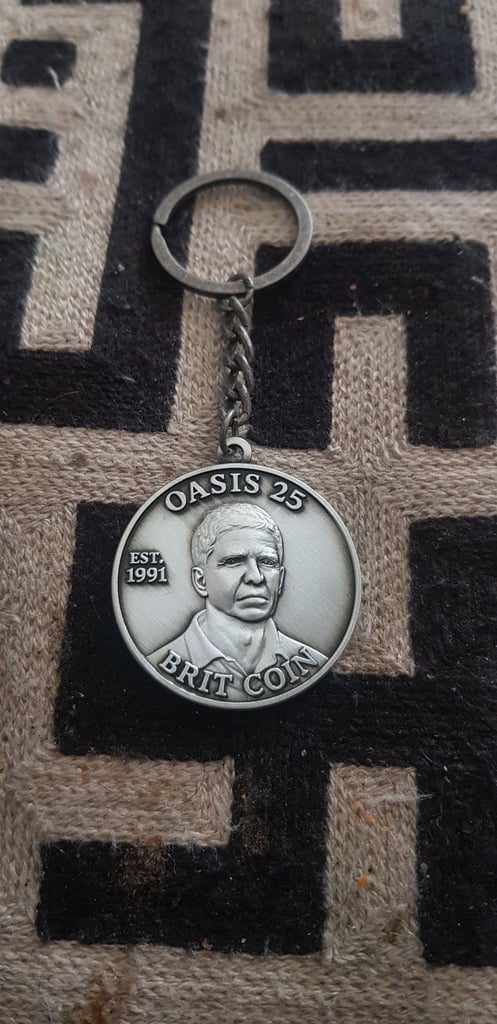 OASIS 25
EST.
1991
BRIT COIN